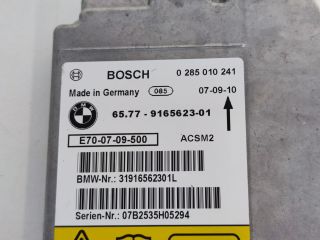 BOSCH 0 285 010 241
Made in Germany 085 07-09-10
BMW 65.77 - 9165623-01
E70-07-09-500 ACSM2
BMW-Nr.: 31916562301L
Serien-Nr.: 07B2535H05294